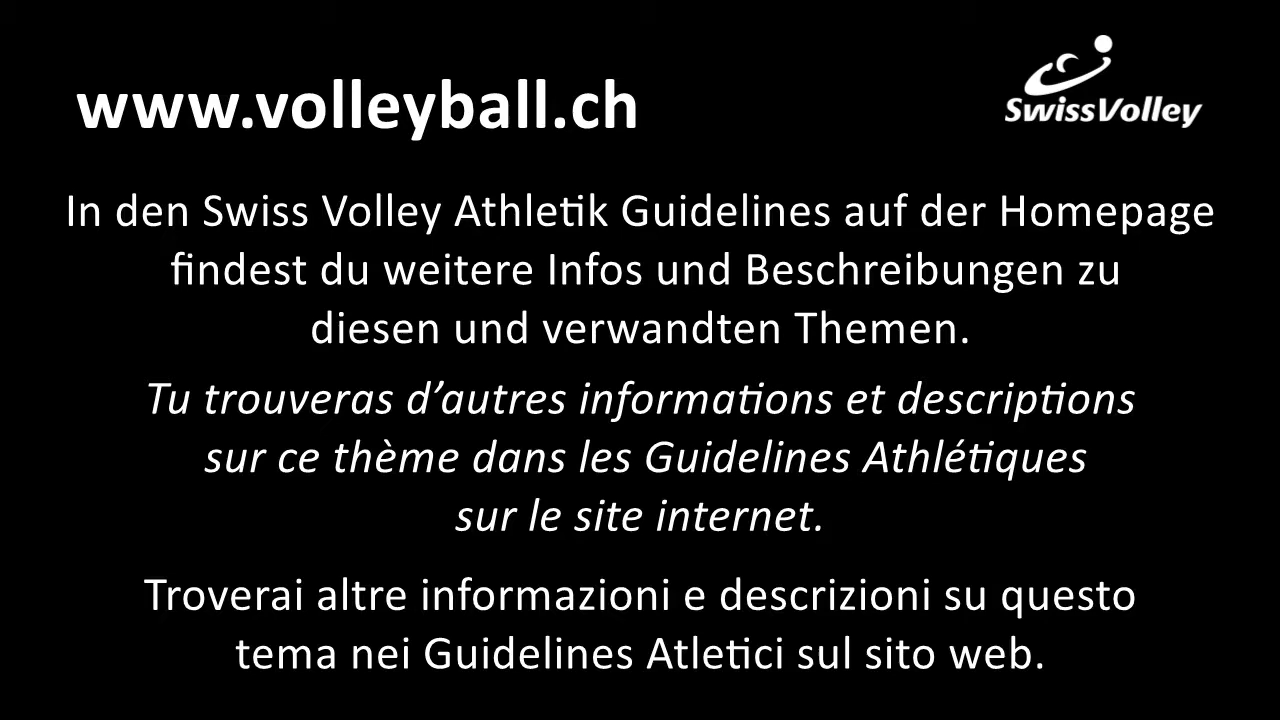 www.volleyball.ch
SwissVolley
In den Swiss Volley Athletik Guidelines auf der Homepage
findest du weitere Infos und Beschreibungen zu
diesen und verwandten Themen.
Tu trouveras d’autres informations et descriptions
sur ce thème dans les Guidelines Athlétiques
sur le site internet.
Troverai altre informazioni e descrizioni su questo
tema nei Guidelines Atletici sul sito web.